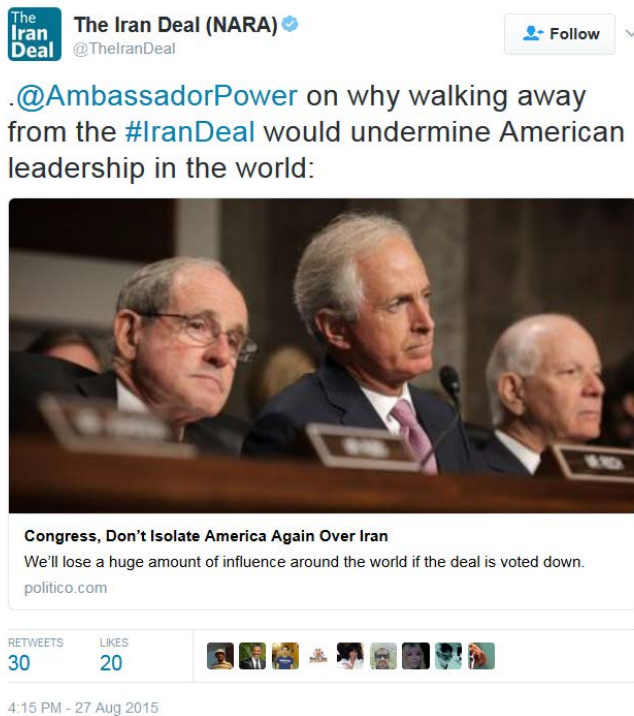 The
Iran
Deal
The Iran Deal (NARA)
@TheIranDeal
Follow
.@AmbassadorPower on why walking away
from the #IranDeal would undermine American
leadership in the world:
Congress, Don't Isolate America Again Over Iran
We'll lose a huge amount of influence around the world if the deal is voted down.
politico.com
RETWEETS
LIKES
30
20
4:15 PM - 27 Aug 2015